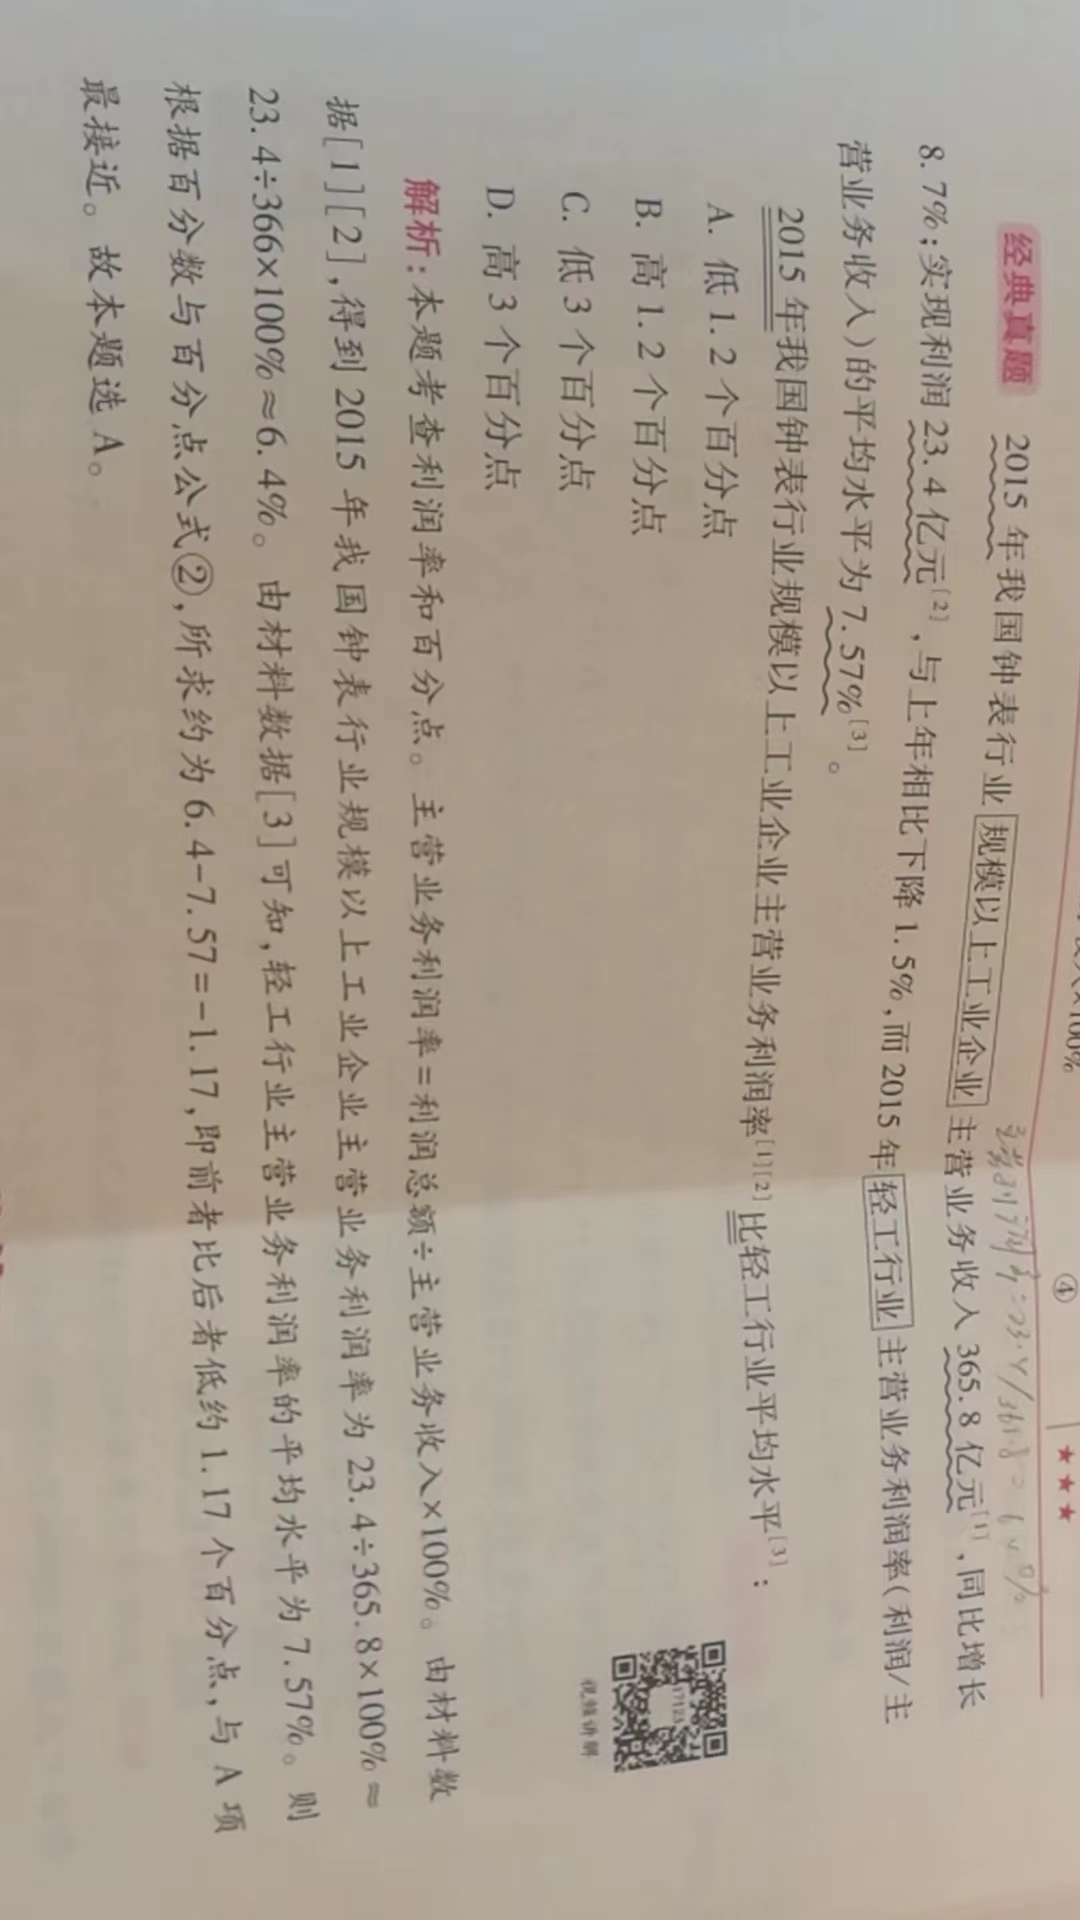 ×100%
④ ★★★
经典真题 2015年我国钟表行业规模以上工业企业主营业务收入365.8亿元[1],同比增长
8.7%;实现利润23.4亿元[2],与上年相比下降1.5%,而2015年轻工行业主营业务利润率(利润/主
营业务收入)的平均水平为7.57%[3]。
2015年我国钟表行业规模以上工业企业主营业务利润率[1][2]比轻工行业平均水平[3]:
A. 低1.2个百分点
B. 高1.2个百分点
C. 低3个百分点
D. 高3个百分点
视频讲解
解析:本题考查利润率和百分点。主营业务利润率=利润总额÷主营业务收入×100%。由材料数
据[1][2],得到2015年我国钟表行业规模以上工业企业主营业务利润率为23.4÷365.8×100%≈
23.4÷366×100%≈6.4%。由材料数据[3]可知,轻工行业主营业务利润率的平均水平为7.57%。则
根据百分数与百分点公式②,所求约为6.4-7.57=-1.17,即前者比后者低约1.17个百分点,与A项
最接近。故本题选A。